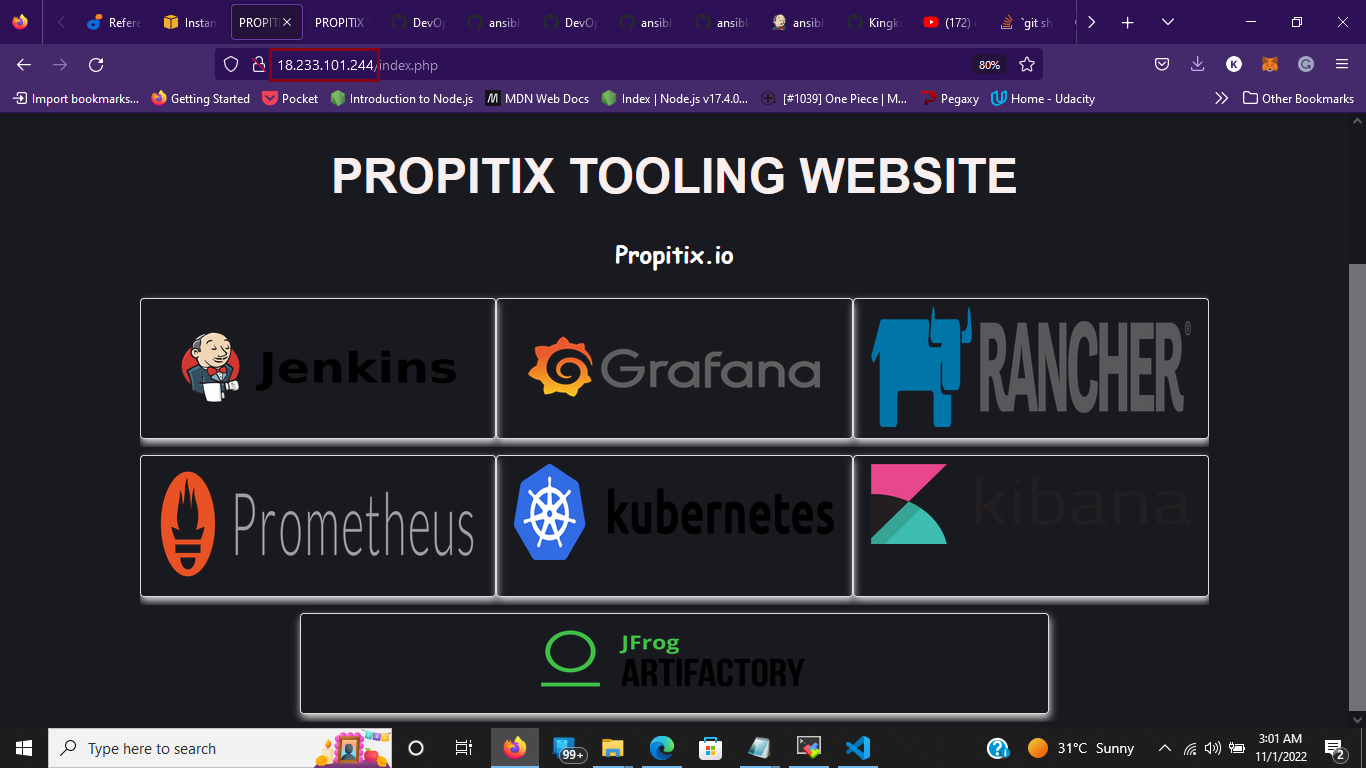 Refere
Instan
PROPIT
PROPITIX
DevOp
ansibl
DevOp
ansibl
ansibl
ansibl
Kingk
(172)
`git sh
18.233.101.244/index.php
80%
K
Import bookmarks...
Getting Started
Pocket
Introduction to Node.js
M
MDN Web Docs
Index | Node.js v17.4.0...
[#1039] One Piece | M...
Pegaxy
Home - Udacity
Other Bookmarks
PROPITIX TOOLING WEBSITE
Propitix.io
Jenkins
Grafana
RANCHER®
Prometheus
kubernetes
kibana
JFrog
ARTIFACTORY
Type here to search
99+
31°C Sunny
3:01 AM
11/1/2022
2